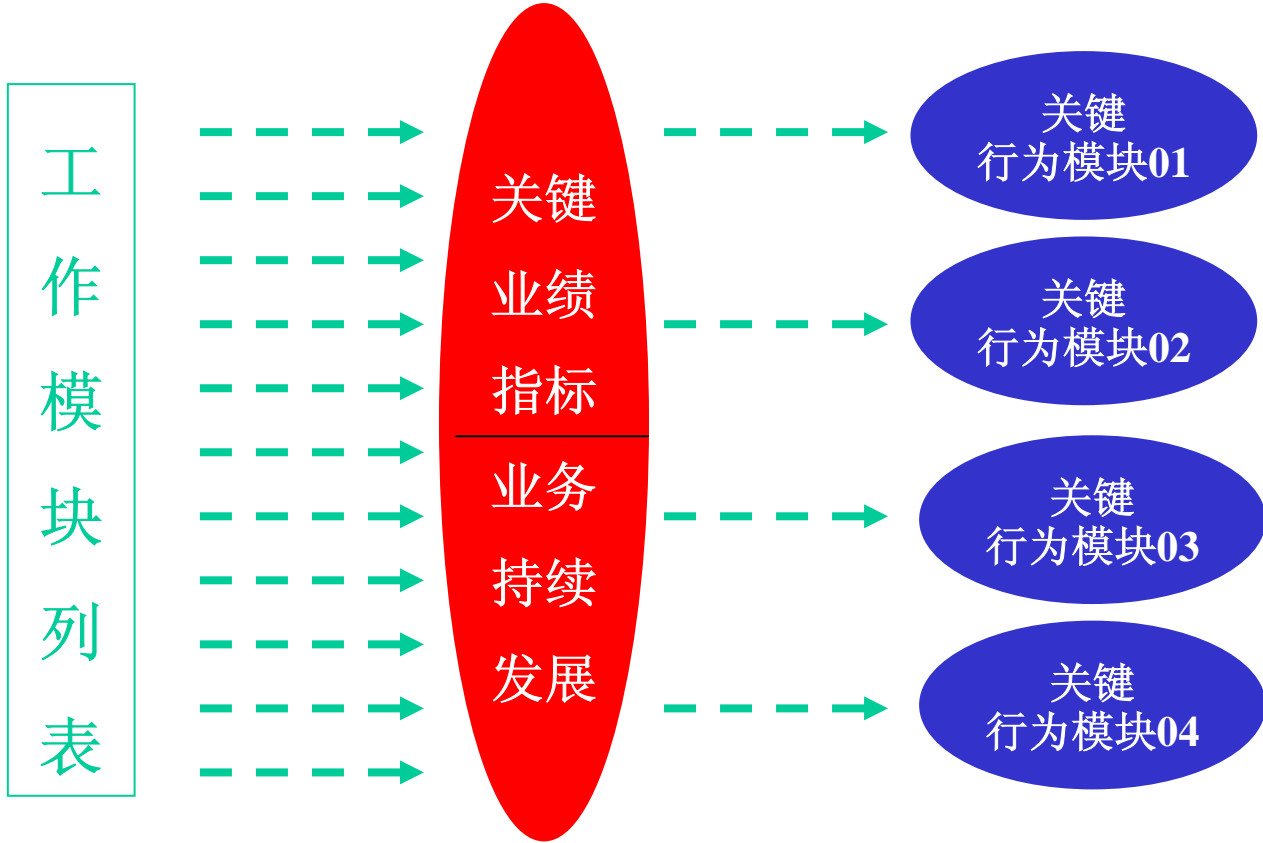 工
作
模
块
列
表
关键
业绩
指标
业务
持续
发展
关键
行为模块01
关键
行为模块02
关键
行为模块03
关键
行为模块04